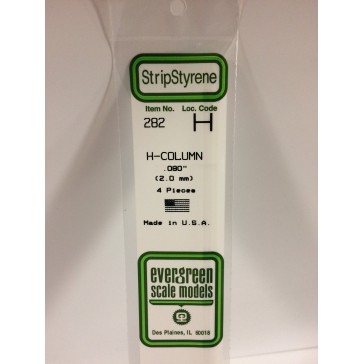 StripStyrene
Item No. Loc. Code
282 H
H-COLUMN
.080"
(2.0 mm)
4 Pieces
Made in U.S.A.
evergreen
scale models
Des Plaines, IL 60018